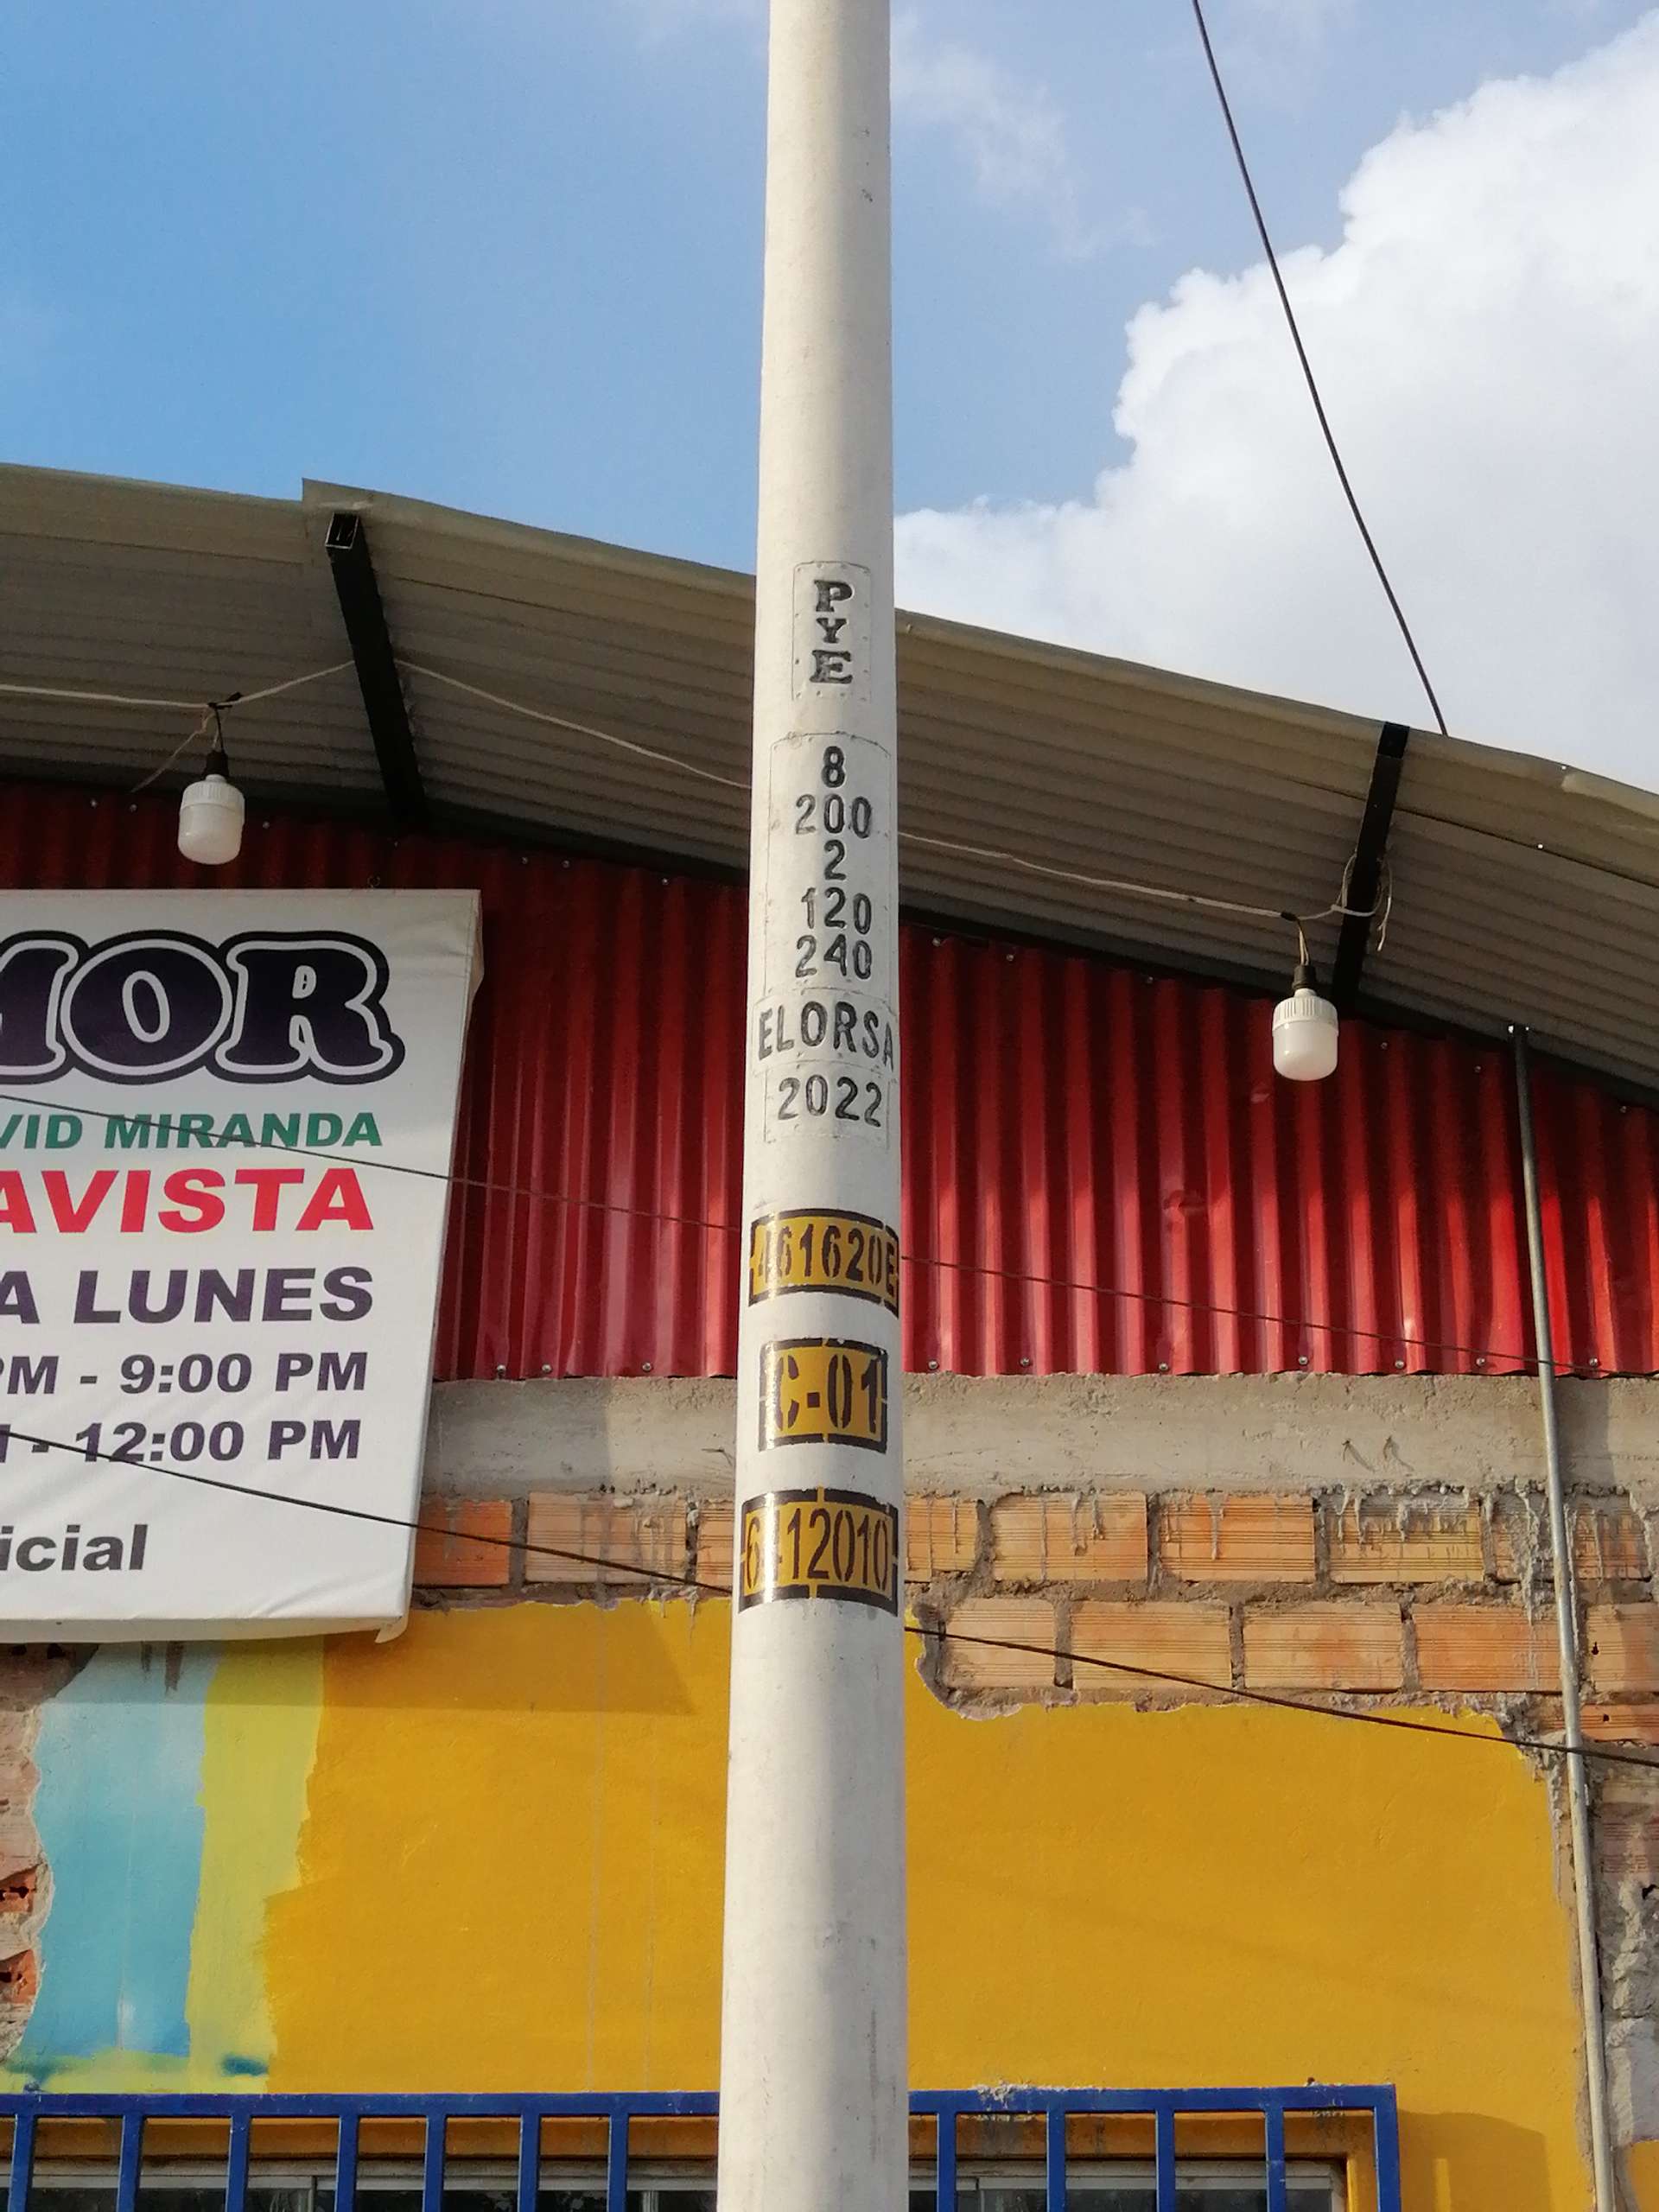 P
Y
E
8
200
2
120
240
ELORSA
2022
461620E
C-01
6-12010
MOR
VID MIRANDA
AVISTA
A LUNES
PM - 9:00 PM
- 12:00 PM
icial